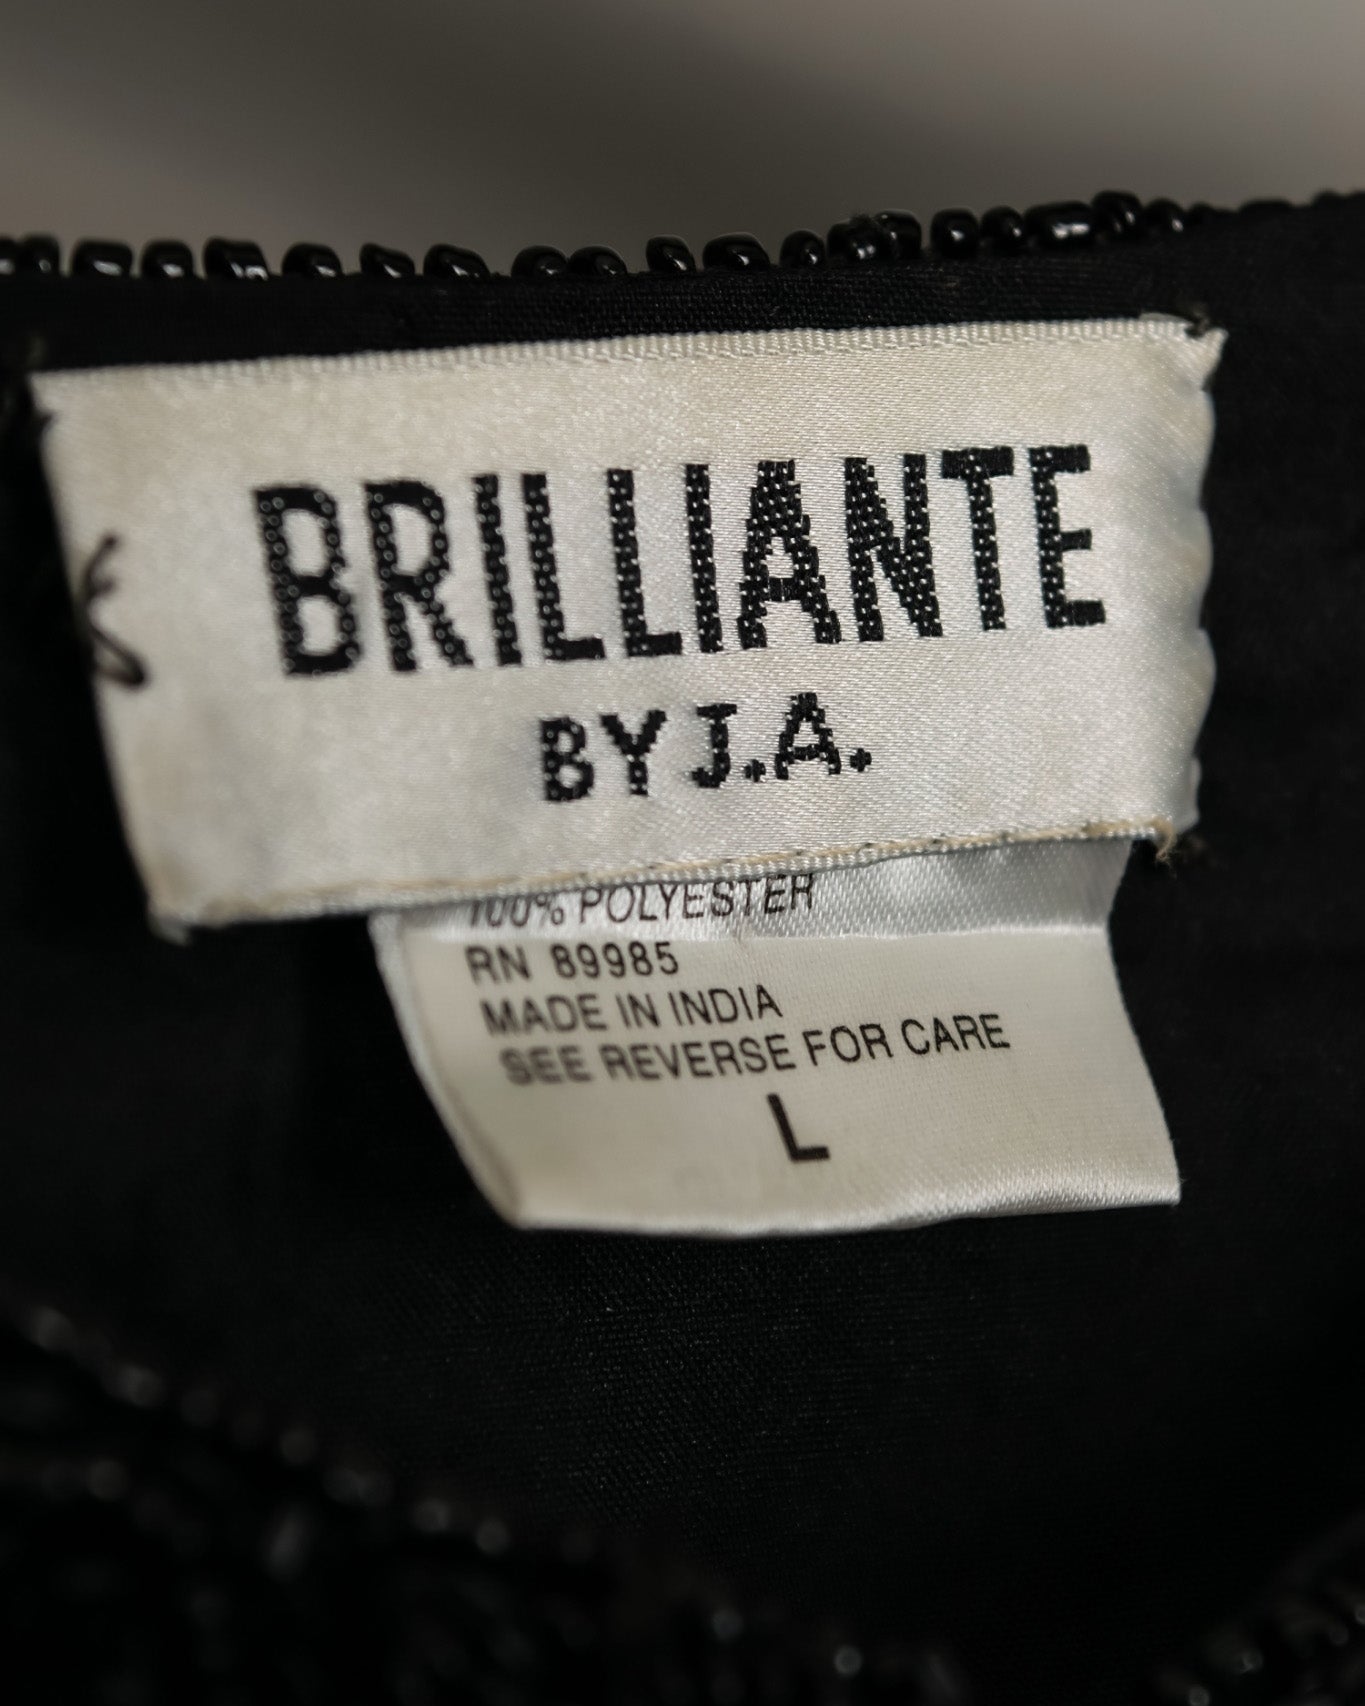 BRILLIANTE
BY J.A.
100% POLYESTER
RN 89985
MADE IN INDIA
SEE REVERSE FOR CARE
L